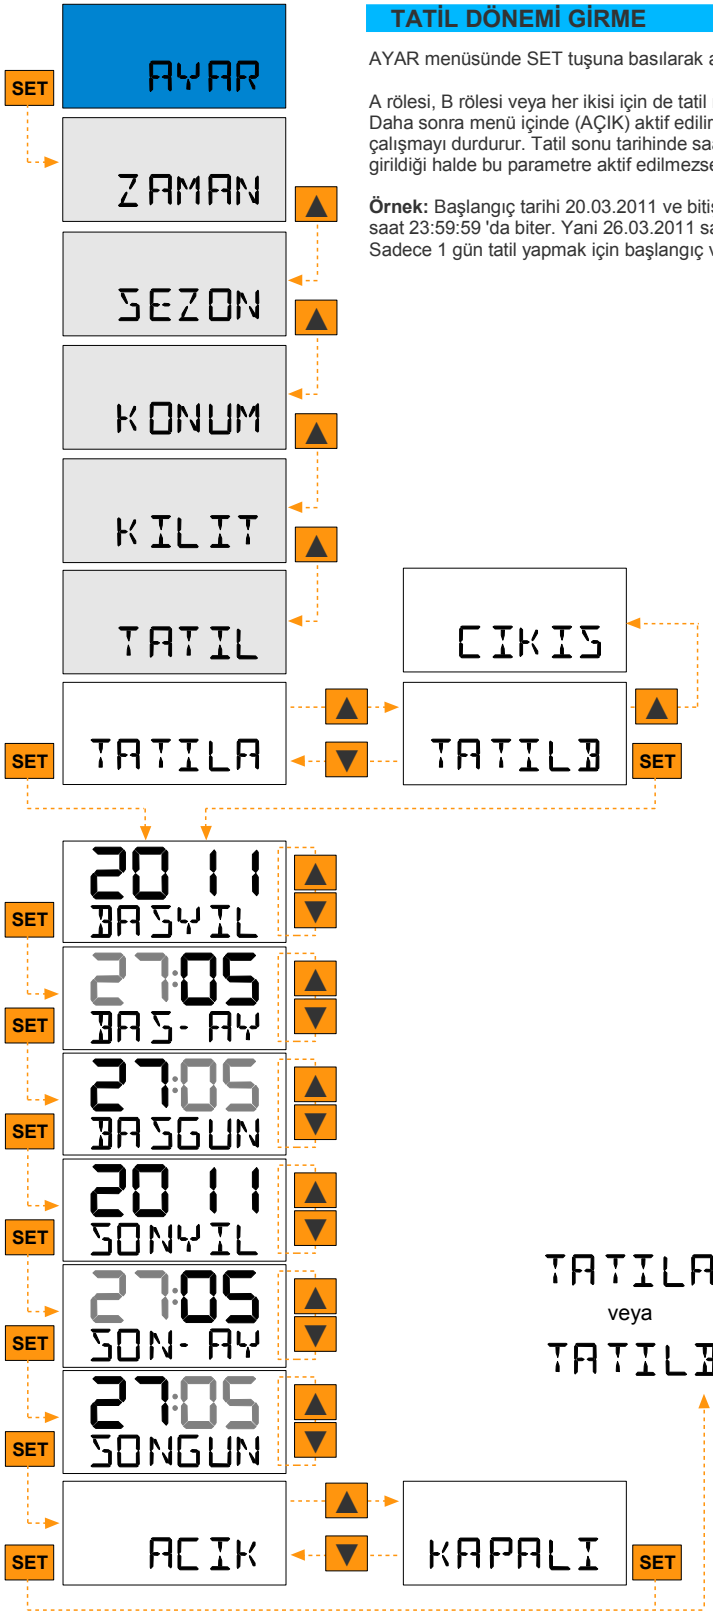 TATİL DÖNEMİ GİRME
AYAR menüsünde SET tuşuna basılarak
A rölesi, B rölesi veya her ikisi için de tatil
Daha sonra menü içinde (AÇIK) aktif
çalışmayı durdurur. Tatil sonu tarihinde
girildiği halde bu parametre aktif edilmezse
Örnek: Başlangıç tarihi 20.03.2011 ve
saat 23:59:59 'da biter. Yani 26.03.2011
Sadece 1 gün tatil yapmak için başlangıç
AYAR
SET
ZAMAN
SEZON
KONUM
KILIT
TATIL
CIKIS
TATILA
TATILB
SET
SET
2011
BASYIL
SET
27:05
BAS-AY
SET
27:05
BASGUN
SET
2011
SONYIL
SET
27:05
SON-AY
SET
27:05
SONGUN
SET
TATILA
veya
TATILB
ACIK
KAPALI
SET
SET